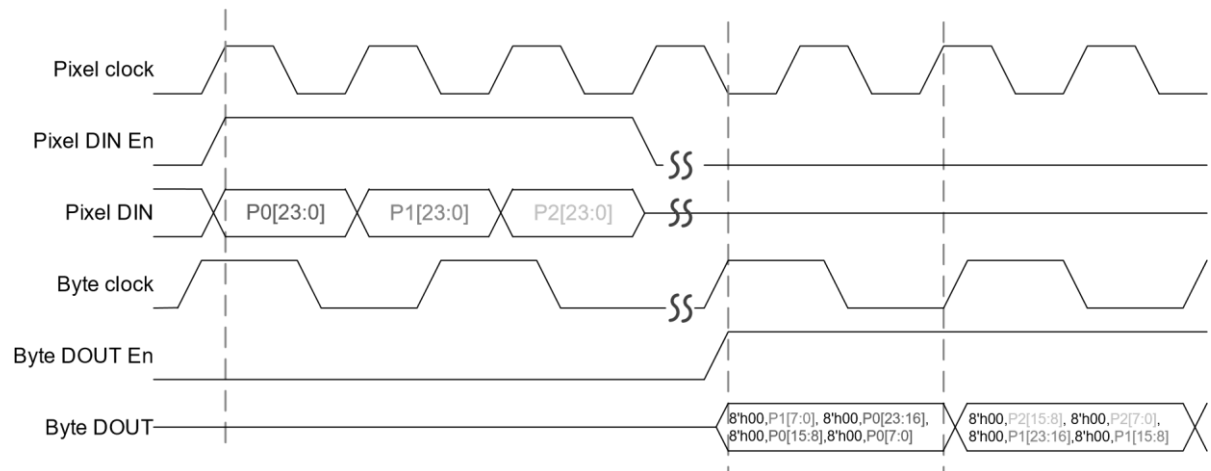 Pixel clock
Pixel DIN En
Pixel DIN
P0[23:0]
P1[23:0]
P2[23:0]
Byte clock
Byte DOUT En
Byte DOUT
8'h00,P1[7:0], 8'h00,P0[23:16],
8'h00,P0[15:8],8'h00,P0[7:0]
8'h00,P2[15:8], 8'h00,P2[7:0],
8'h00,P1[23:16],8'h00,P1[15:8]